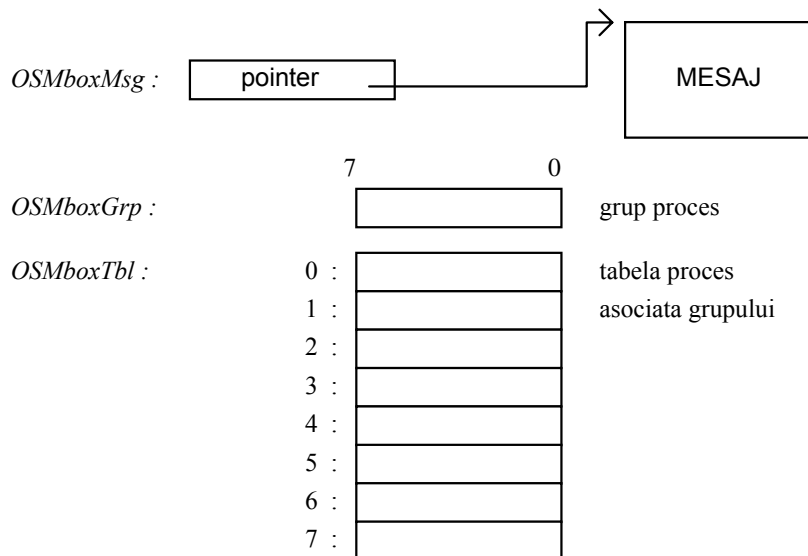 OSMboxMsg : pointer MESAJ
7 0
OSMboxGrp : grup proces
OSMboxTbl : 0 : tabela proces
1 : asociata grupului
2 :
3 :
4 :
5 :
6 :
7 :